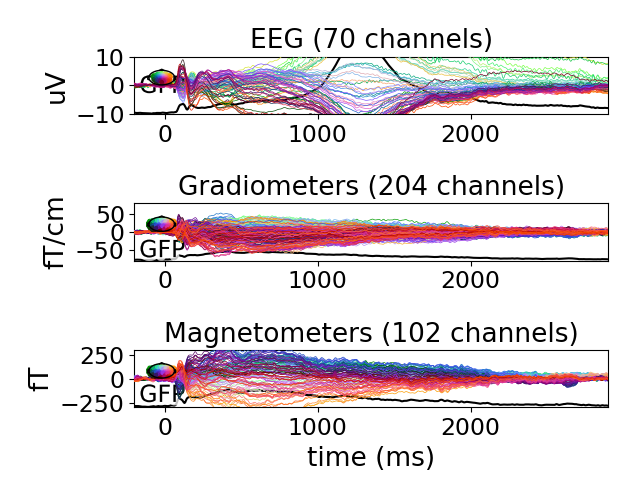 EEG (70 channels)
10
0
−10
uV
GFP
0
1000
2000
Gradiometers (204 channels)
50
0
−50
fT/cm
GFP
0
1000
2000
Magnetometers (102 channels)
250
0
−250
fT
GFP
0
1000
2000
time (ms)